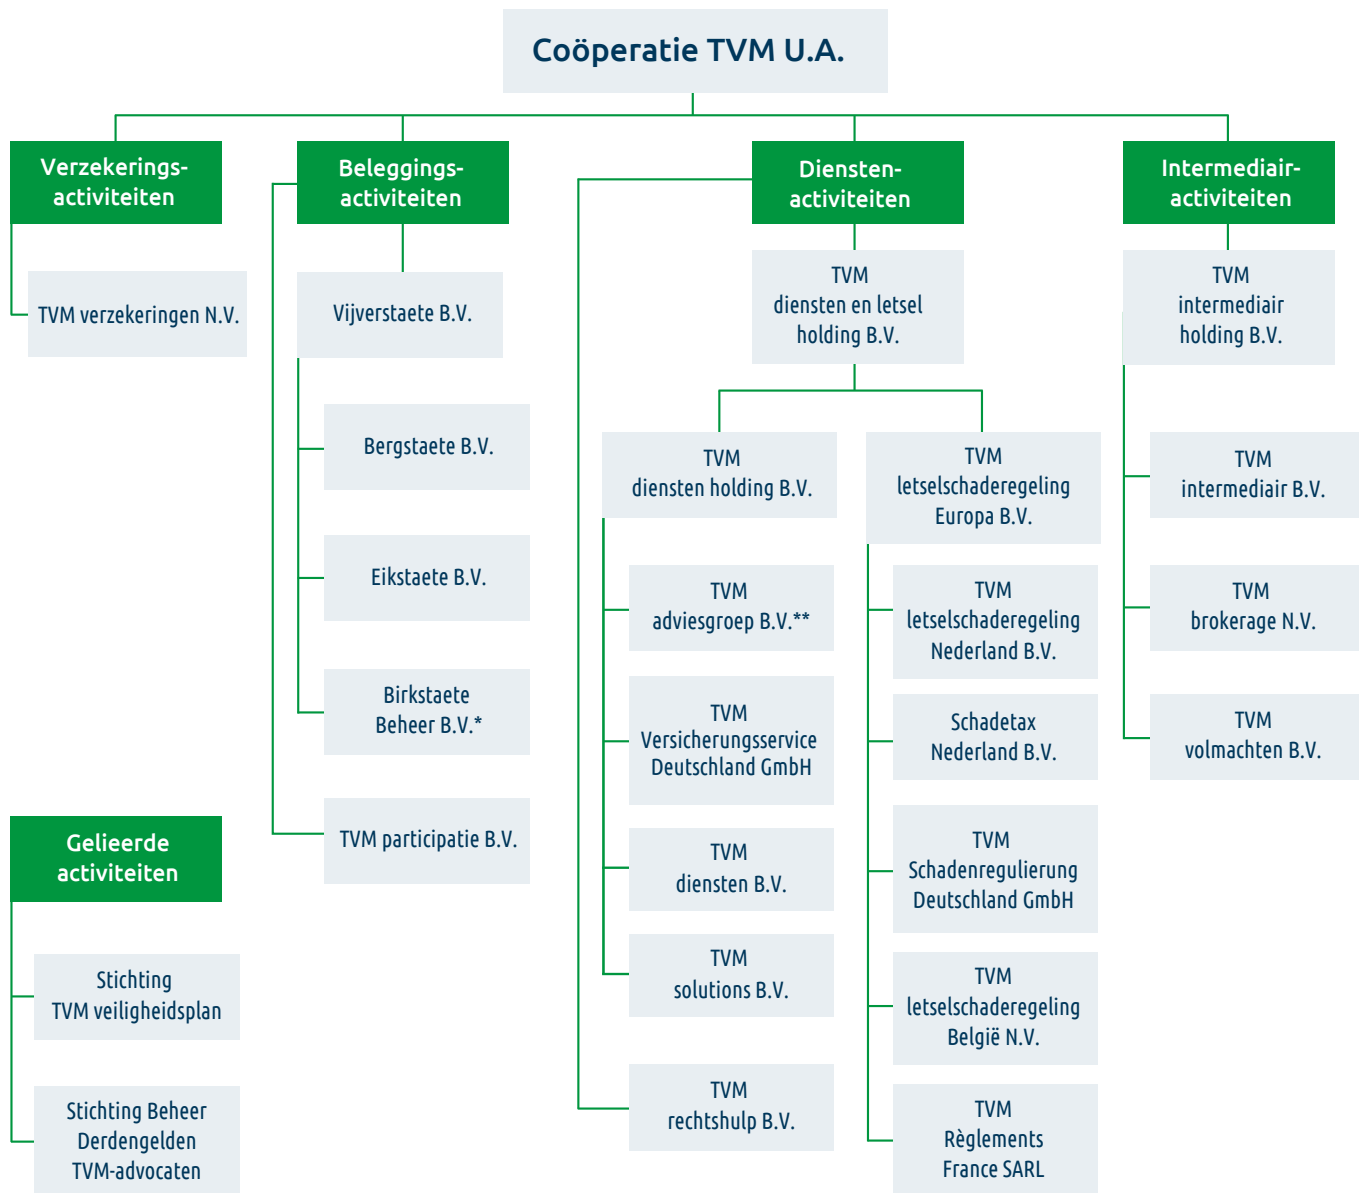 Coöperatie TVM U.A.
Verzekerings-
activiteiten
TVM verzekeringen N.V.
Beleggings-
activiteiten
Vijverstaete B.V.
Bergstaete B.V.
Eikstaete B.V.
Birkstaete
Beheer B.V.*
TVM participatie B.V.
Diensten-
activiteiten
TVM
diensten en letsel
holding B.V.
TVM
diensten holding B.V.
TVM
adviesgroep B.V.**
TVM
Versicherungsservice
Deutschland GmbH
TVM
diensten B.V.
TVM
solutions B.V.
TVM
rechtshulp B.V.
TVM
letselschaderegeling
Europa B.V.
TVM
letselschaderegeling
Nederland B.V.
Schadetax
Nederland B.V.
TVM
Schadenregulierung
Deutschland GmbH
TVM
letselschaderegeling
België N.V.
TVM
Règlements
France SARL
Intermediair-
activiteiten
TVM
intermediair
holding B.V.
TVM
intermediair B.V.
TVM
brokerage N.V.
TVM
volmachten B.V.
Gelieerde
activiteiten
Stichting
TVM veiligheidsplan
Stichting Beheer
Derdengelden
TVM-advocaten